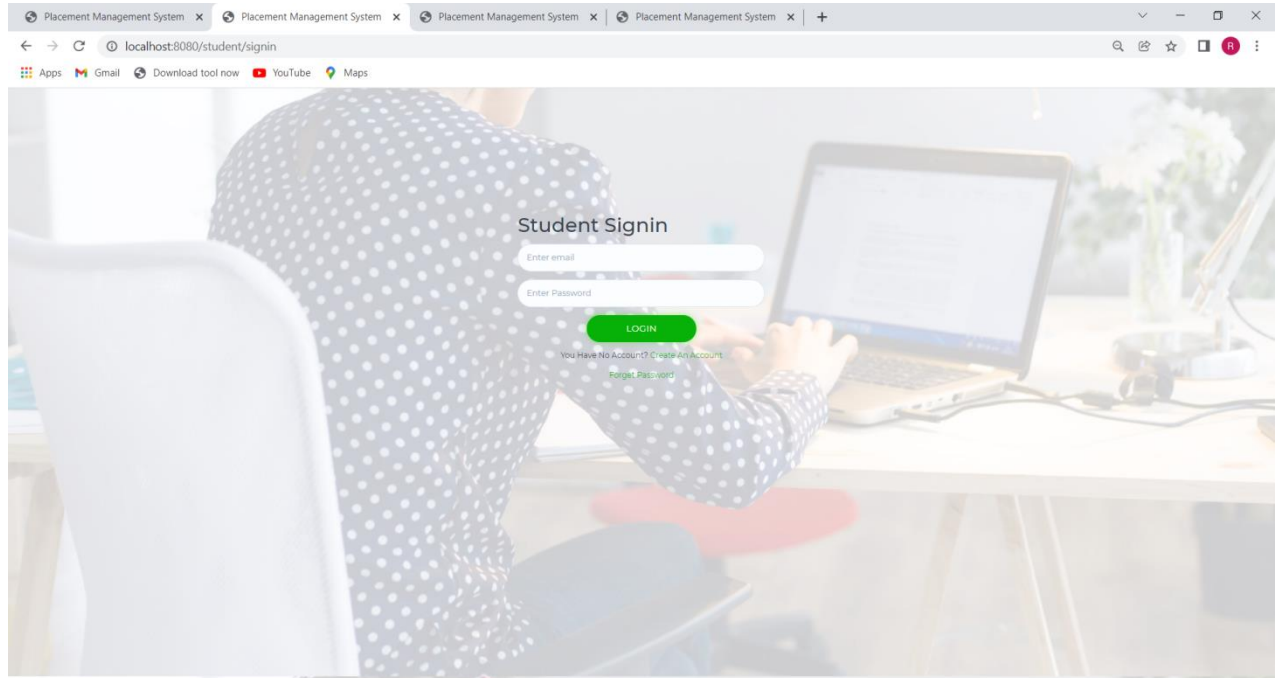 Placement Management System Placement Management System Placement Management System Placement Management System
localhost:8080/student/signin
R
Apps Gmail Download tool now YouTube Maps
Student Signin
Enter email
Enter Password
LOGIN
You Have No Account? Create An Account
Forget Password